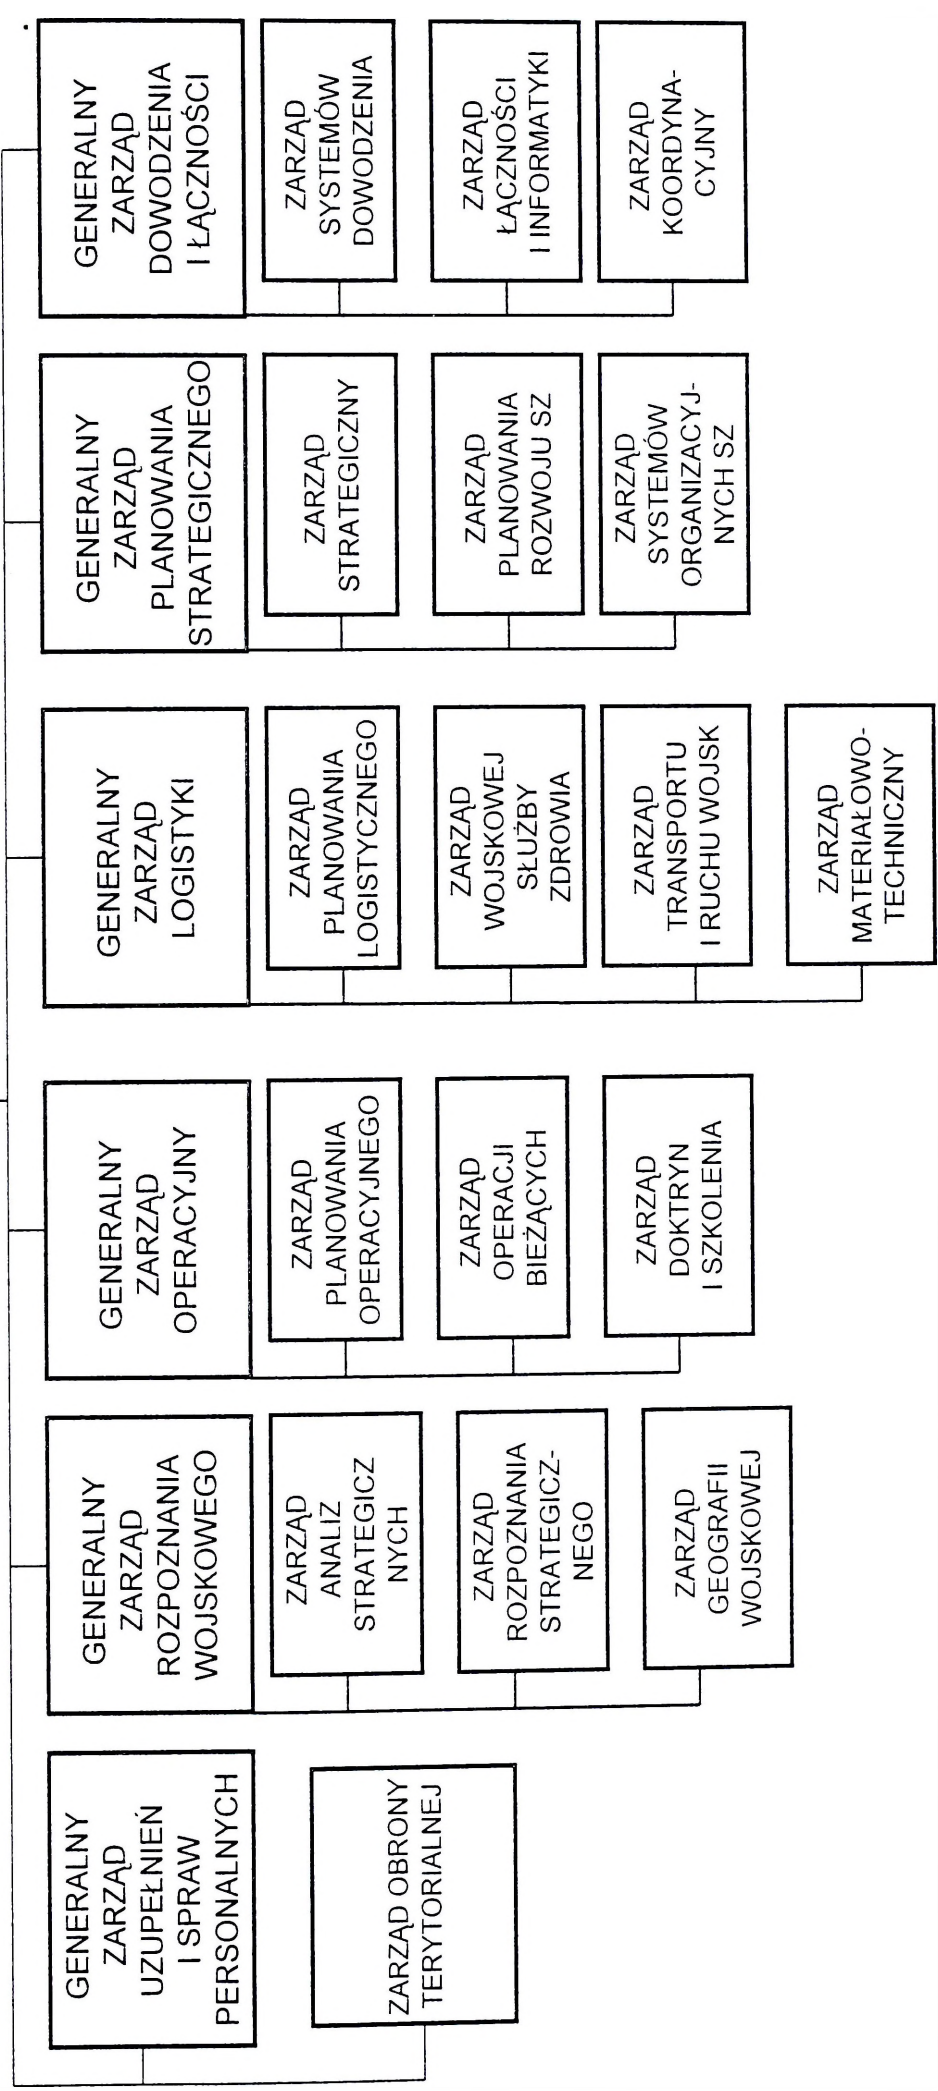 GENERALNY
ZARZĄD
UZUPEŁNIEŃ
I SPRAW
PERSONALNYCH
ZARZĄD OBRONY
TERYTORIALNEJ
GENERALNY
ZARZĄD
ROZPOZNANIA
WOJSKOWEGO
ZARZĄD
ANALIZ
STRATEGICZ
NYCH
ZARZĄD
ROZPOZNANIA
STRATEGICZ-
NEGO
ZARZĄD
GEOGRAFII
WOJSKOWEJ
GENERALNY
ZARZĄD
OPERACYJNY
ZARZĄD
PLANOWANIA
OPERACYJNEGO
ZARZĄD
OPERACJI
BIEŻĄCYCH
ZARZĄD
DOKTRYN
I SZKOLENIA
GENERALNY
ZARZĄD
LOGISTYKI
ZARZĄD
PLANOWANIA
LOGISTYCZNEGO
ZARZĄD
WOJSKOWEJ
SŁUŻBY
ZDROWIA
ZARZĄD
TRANSPORTU
I RUCHU WOJSK
ZARZĄD
MATERIAŁOWO-
TECHNICZNY
GENERALNY
ZARZĄD
PLANOWANIA
STRATEGICZNEGO
ZARZĄD
STRATEGICZNY
ZARZĄD
PLANOWANIA
ROZWOJU SZ
ZARZĄD
SYSTEMÓW
ORGANIZACYJ-
NYCH SZ
GENERALNY
ZARZĄD
DOWODZENIA
I ŁĄCZNOŚCI
ZARZĄD
SYSTEMÓW
DOWODZENIA
ZARZĄD
ŁĄCZNOŚCI
I INFORMATYKI
ZARZĄD
KOORDYNA-
CYJNY